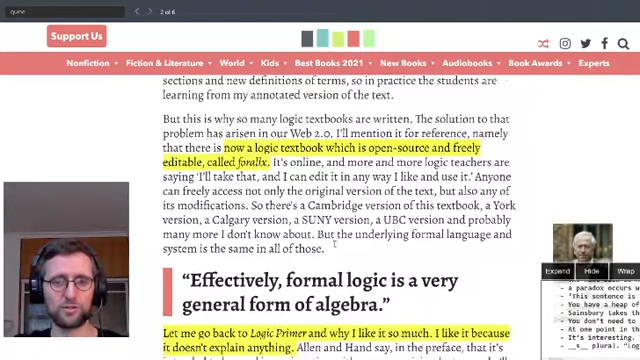 quine
2 of 6
Support Us
Nonfiction
Fiction & Literature
World
Kids
Best Books 2021
New Books
Audiobooks
Book Awards
Experts
sections and new definitions of terms, so in practice the students are
learning from my annotated version of the text.
But this is why so many logic textbooks are written. The solution to that
problem has arisen in our Web 2.0. I'll mention it for reference, namely
that there is now a logic textbook which is open-source and freely
editable, called forallx. It's online, and more and more logic teachers are
saying 'I'll take that, and I can edit it in any way I like and use it.' Anyone
can freely access not only the original version of the text, but also any of
its modifications. So there's a Cambridge version of this textbook, a York
version, a Calgary version, a SUNY version, a UBC version and probably
many more I don't know about. But the underlying formal language and
system is the same in all of those.
“Effectively, formal logic is a very
general form of algebra.”
Let me go back to Logic Primer and why I like it so much. I like it because
it doesn't explain anything. Allen and Hand say, in the preface, that it's
Expend
Hide
Wrap
- a paradox occurs w
- 'This sentence is
- You have a heap of
- Sainsbury takes th
- You don't need to
- At one point in th
- It's interesting,
- __s__ plural. "log